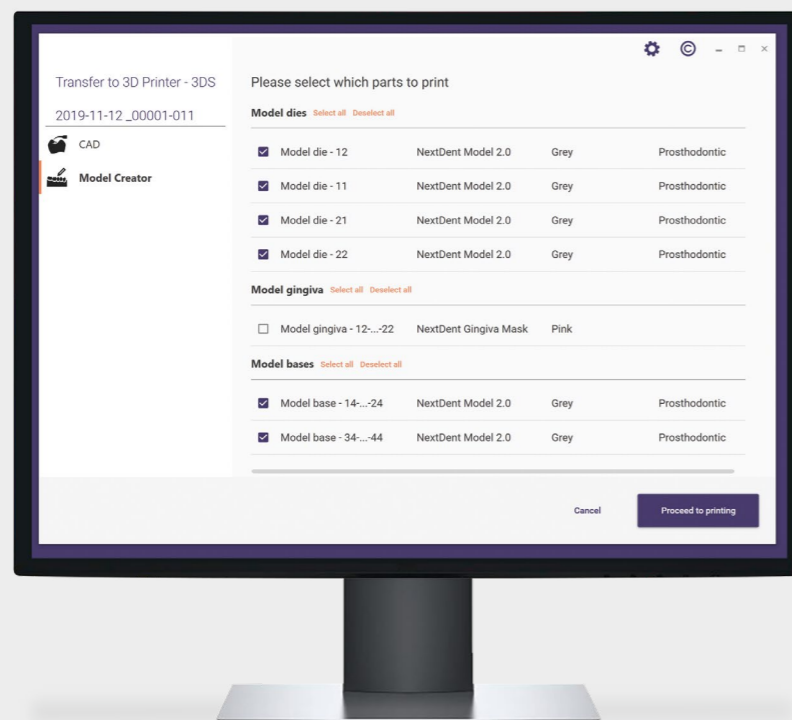 Transfer to 3D Printer - 3DS
2019-11-12 _00001-011
CAD
Model Creator
Please select which parts to print
Model dies Select all Deselect all
Model die - 12 NextDent Model 2.0 Grey Prosthodontic
Model die - 11 NextDent Model 2.0 Grey Prosthodontic
Model die - 21 NextDent Model 2.0 Grey Prosthodontic
Model die - 22 NextDent Model 2.0 Grey Prosthodontic
Model gingiva Select all Deselect all
Model gingiva - 12-...-22 NextDent Gingiva Mask Pink
Model bases Select all Deselect all
Model base - 14-...-24 NextDent Model 2.0 Grey Prosthodontic
Model base - 34-...-44 NextDent Model 2.0 Grey Prosthodontic
Cancel Proceed to printing